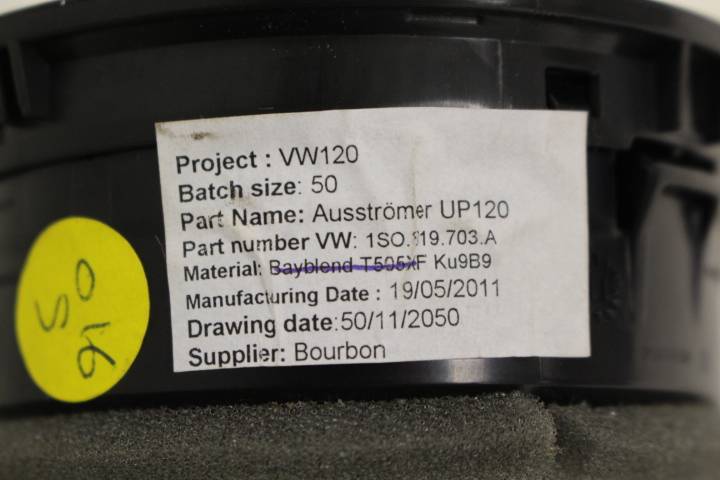 Project : VW120
Batch size: 50
Part Name: Ausströmer UP120
Part number VW: 1SO.819.703.A
Material: Bayblend T505XF Ku9B9
Manufacturing Date : 19/05/2011
Drawing date:50/11/2050
Supplier: Bourbon